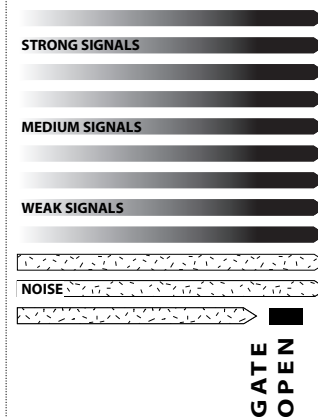 STRONG SIGNALS
MEDIUM SIGNALS
WEAK SIGNALS
NOISE
GATE
OPEN